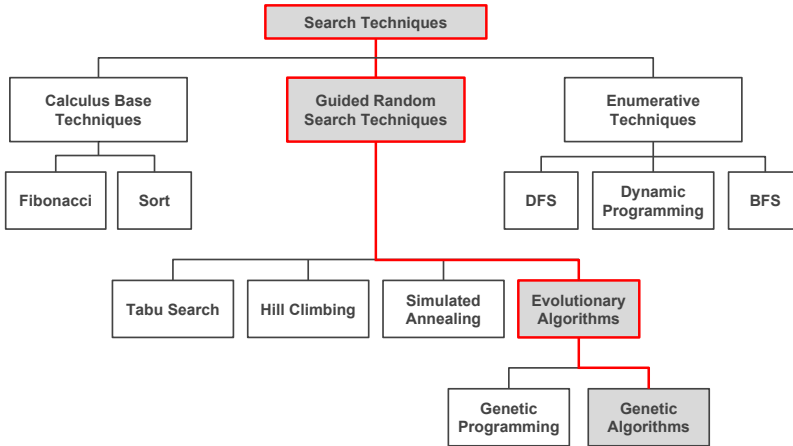 Search Techniques
Calculus Base
Techniques
Guided Random
Search Techniques
Enumerative
Techniques
Fibonacci
Sort
DFS
Dynamic
Programming
BFS
Tabu Search
Hill Climbing
Simulated
Annealing
Evolutionary
Algorithms
Genetic
Programming
Genetic
Algorithms